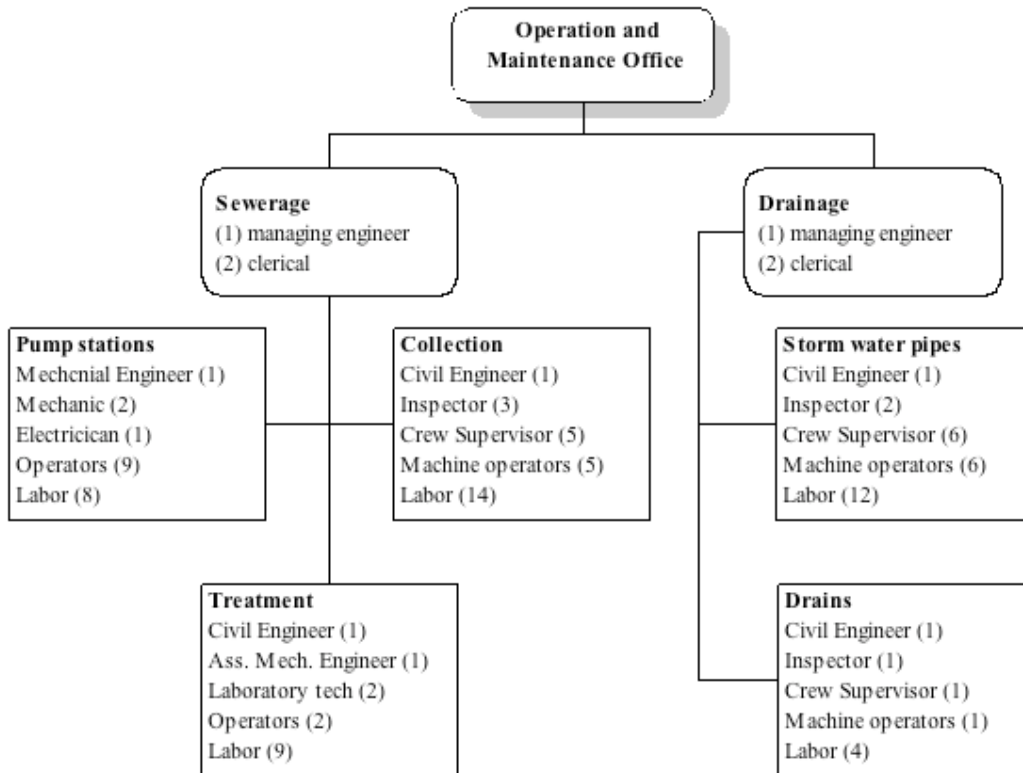 Operation and
Maintenance Office
Sewerage
(1) managing engineer
(2) clerical
Drainage
(1) managing engineer
(2) clerical
Pump stations
Mechcnial Engineer (1)
Mechanic (2)
Electricican (1)
Operators (9)
Labor (8)
Collection
Civil Engineer (1)
Inspector (3)
Crew Supervisor (5)
Machine operators (5)
Labor (14)
Storm water pipes
Civil Engineer (1)
Inspector (2)
Crew Supervisor (6)
Machine operators (6)
Labor (12)
Treatment
Civil Engineer (1)
Ass. Mech. Engineer (1)
Laboratory tech (2)
Operators (2)
Labor (9)
Drains
Civil Engineer (1)
Inspector (1)
Crew Supervisor (1)
Machine operators (1)
Labor (4)